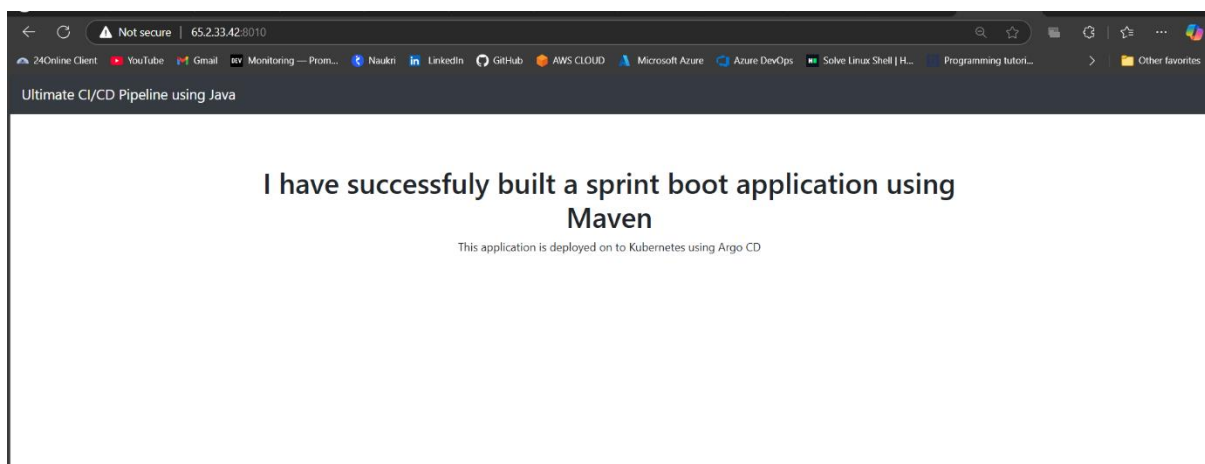 Not secure | 65.2.33.42:8010
24Online Client YouTube Gmail DEV Monitoring — Prom... Naukri in LinkedIn GitHub AWS CLOUD Microsoft Azure Azure DevOps Solve Linux Shell | H... Programming tutori... > Other favorites
Ultimate CI/CD Pipeline using Java
I have successfuly built a sprint boot application using
Maven
This application is deployed on to Kubernetes using Argo CD